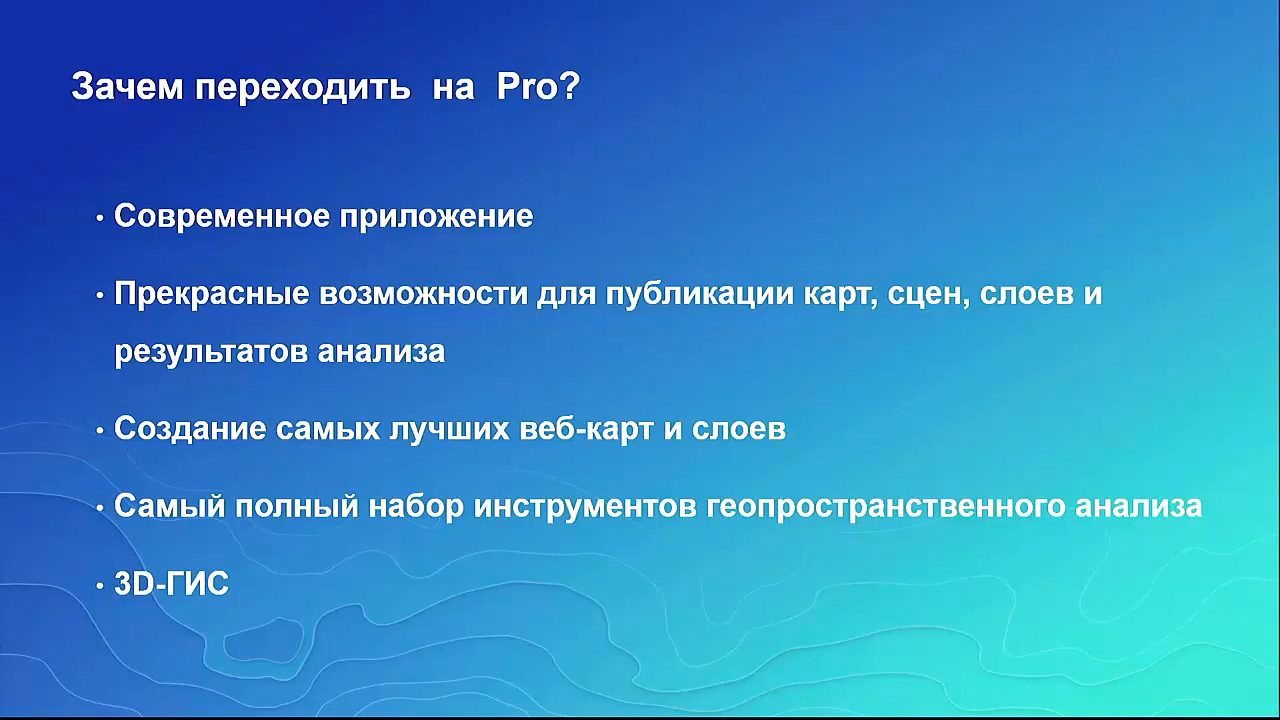 Зачем переходить на Pro?
• Современное приложение
• Прекрасные возможности для публикации карт, сцен, слоев и
результатов анализа
• Создание самых лучших веб-карт и слоев
• Самый полный набор инструментов геопространственного анализа
• 3D-ГИС